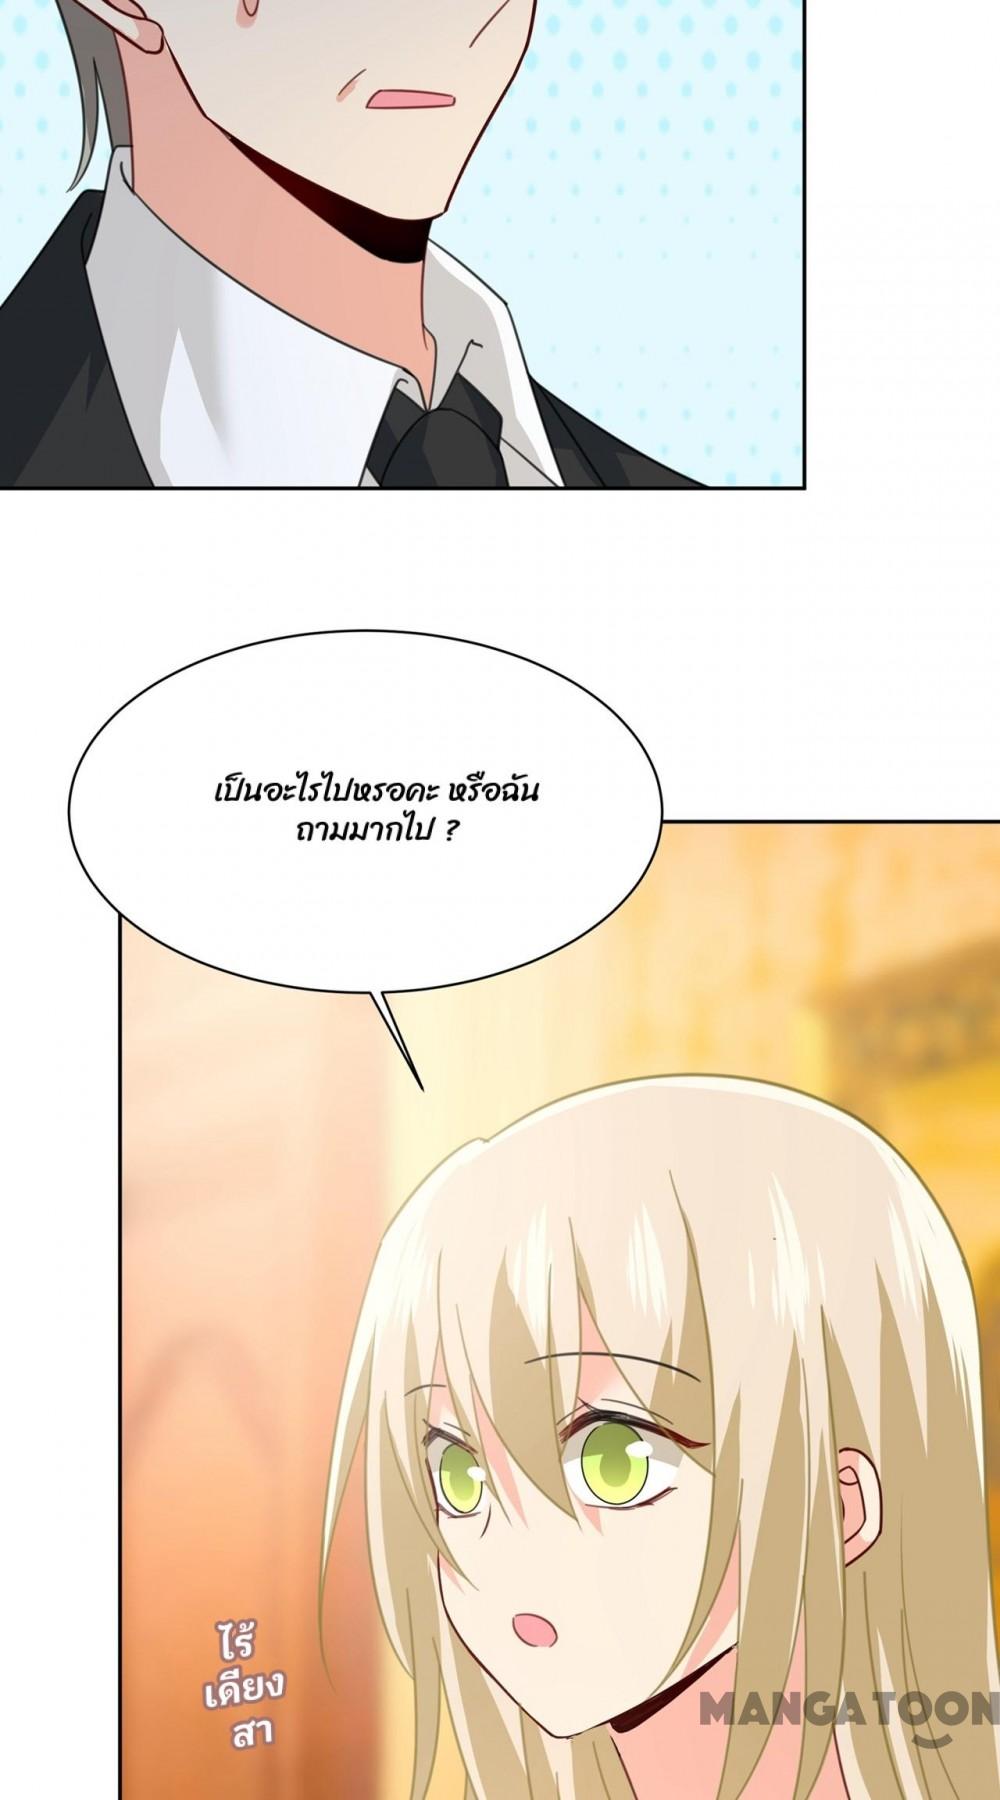 เป็นอะไรไปหรอคะ หรือฉัน
ถามมากไป ?
ไร้
เดียง
สา
MANGATOON